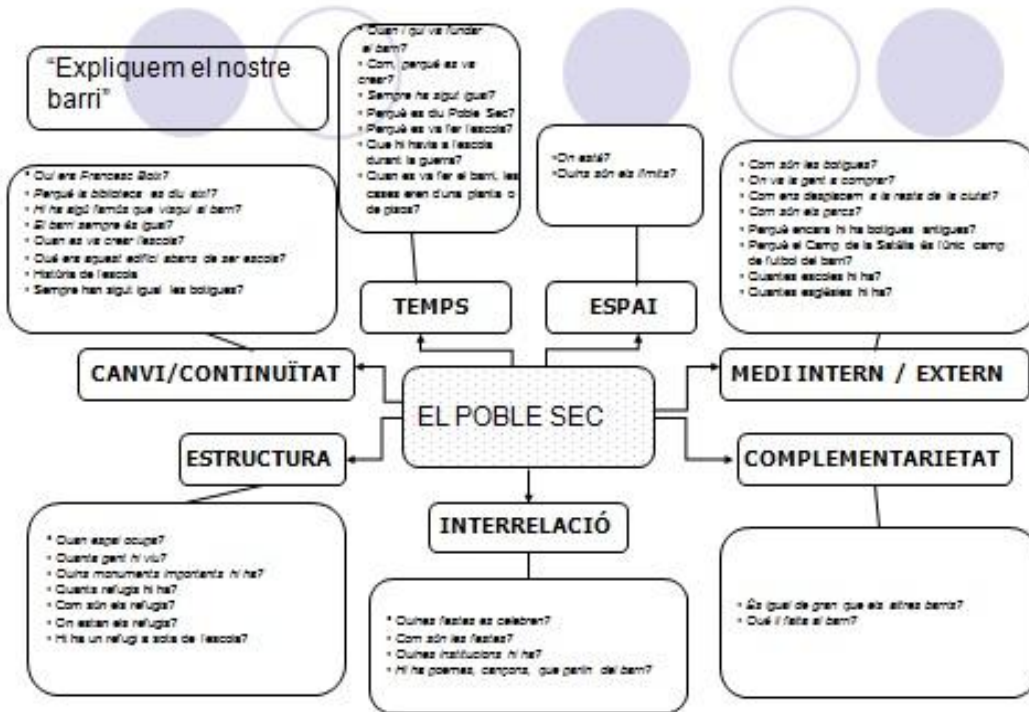 “Expliquem el nostre
barri”
• Quan i qui va fundar
el barri?
• Com, perquè es va
crear?
• Sempre ha sigut igual?
• Perquè es diu Poble Sec?
• Perquè es va fer l'escola?
• Que hi havia a l'escola
durant la guerra?
• Quan es va fer el barri, les
cases eren d'una planta o
de pisos?
•On està?
•Quins són els límits?
• Qui era Francesc Boix?
• Perquè la biblioteca es diu així?
• Hi ha algú famós que visqui al barri?
• El barri sempre és igual?
• Quan es va crear l'escola?
• Què era aquest edifici abans de ser escola?
• Història de l'escola
• Sempre han sigut igual les botigues?
• Com són les botigues?
• On va la gent a comprar?
• Com ens desplacem a la resta de la ciutat?
• Com són els parcs?
• Perquè encara hi ha botigues antigues?
• Perquè el Camp de la Satàlia és l'únic camp
de futbol del barri?
• Quantes escoles hi ha?
• Quantes esglésies hi ha?
TEMPS
ESPAI
CANVI/CONTINUÏTAT
MEDI INTERN / EXTERN
EL POBLE SEC
ESTRUCTURA
COMPLEMENTARIETAT
INTERRELACIÓ
• Quan espai ocupa?
• Quanta gent hi viu?
• Quins monuments importants hi ha?
• Quants refugis hi ha?
• Com són els refugis?
• On estan els refugis?
• Hi ha un refugi a sota de l'escola?
• Quines festes es celebren?
• Com són les festes?
• Quines institucions hi ha?
• Hi ha poemes, cançons, que parlin del barri?
• És igual de gran que els altres barris?
• Què li falta al barri?